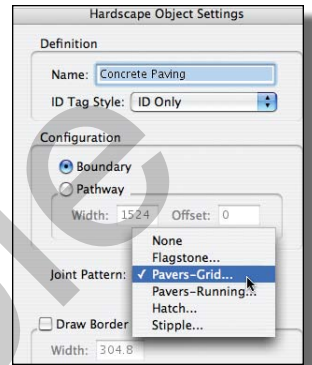 Hardscape Object Settings
Definition
Name: Concrete Paving
ID Tag Style: ID Only
Configuration
Boundary
Pathway
Width: 1524 Offset: 0
None
Flagstone...
Joint Pattern: ✓ Pavers-Grid...
Pavers-Running...
Hatch...
Stipple...
Draw Border
Width: 304.8